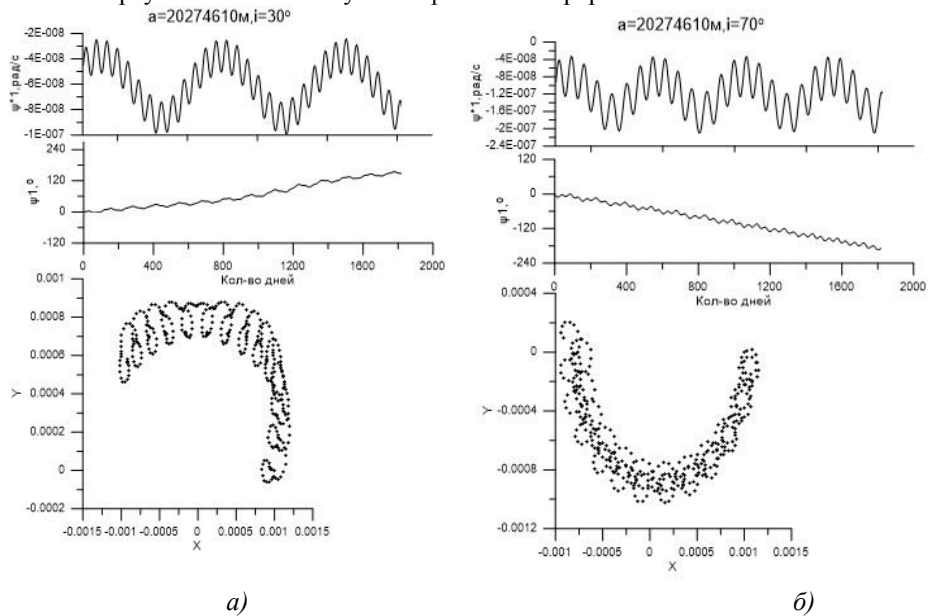 a=20274610м,i=30º
ψ*1,рад/с
-2E-008
-4E-008
-6E-008
-8E-008
-1E-007
ψ1,º
240
120
0
-120
0 400 800 1200 1600 2000
Кол-во дней
Y
0.001
0.0008
0.0006
0.0004
0.0002
0
-0.0002
-0.0015 -0.001 -0.0005 0 0.0005 0.001 0.0015
X
а)
a=20274610м,i=70º
ψ*1,рад/с
0
-4E-008
-8E-008
-1.2E-007
-1.6E-007
-2E-007
-2.4E-007
ψ1,º
120
0
-120
-240
0 400 800 1200 1600 2000
Кол-во дней
Y
0.0004
0
-0.0004
-0.0008
-0.0012
-0.001 -0.0005 0 0.0005 0.001 0.0015
X
б)